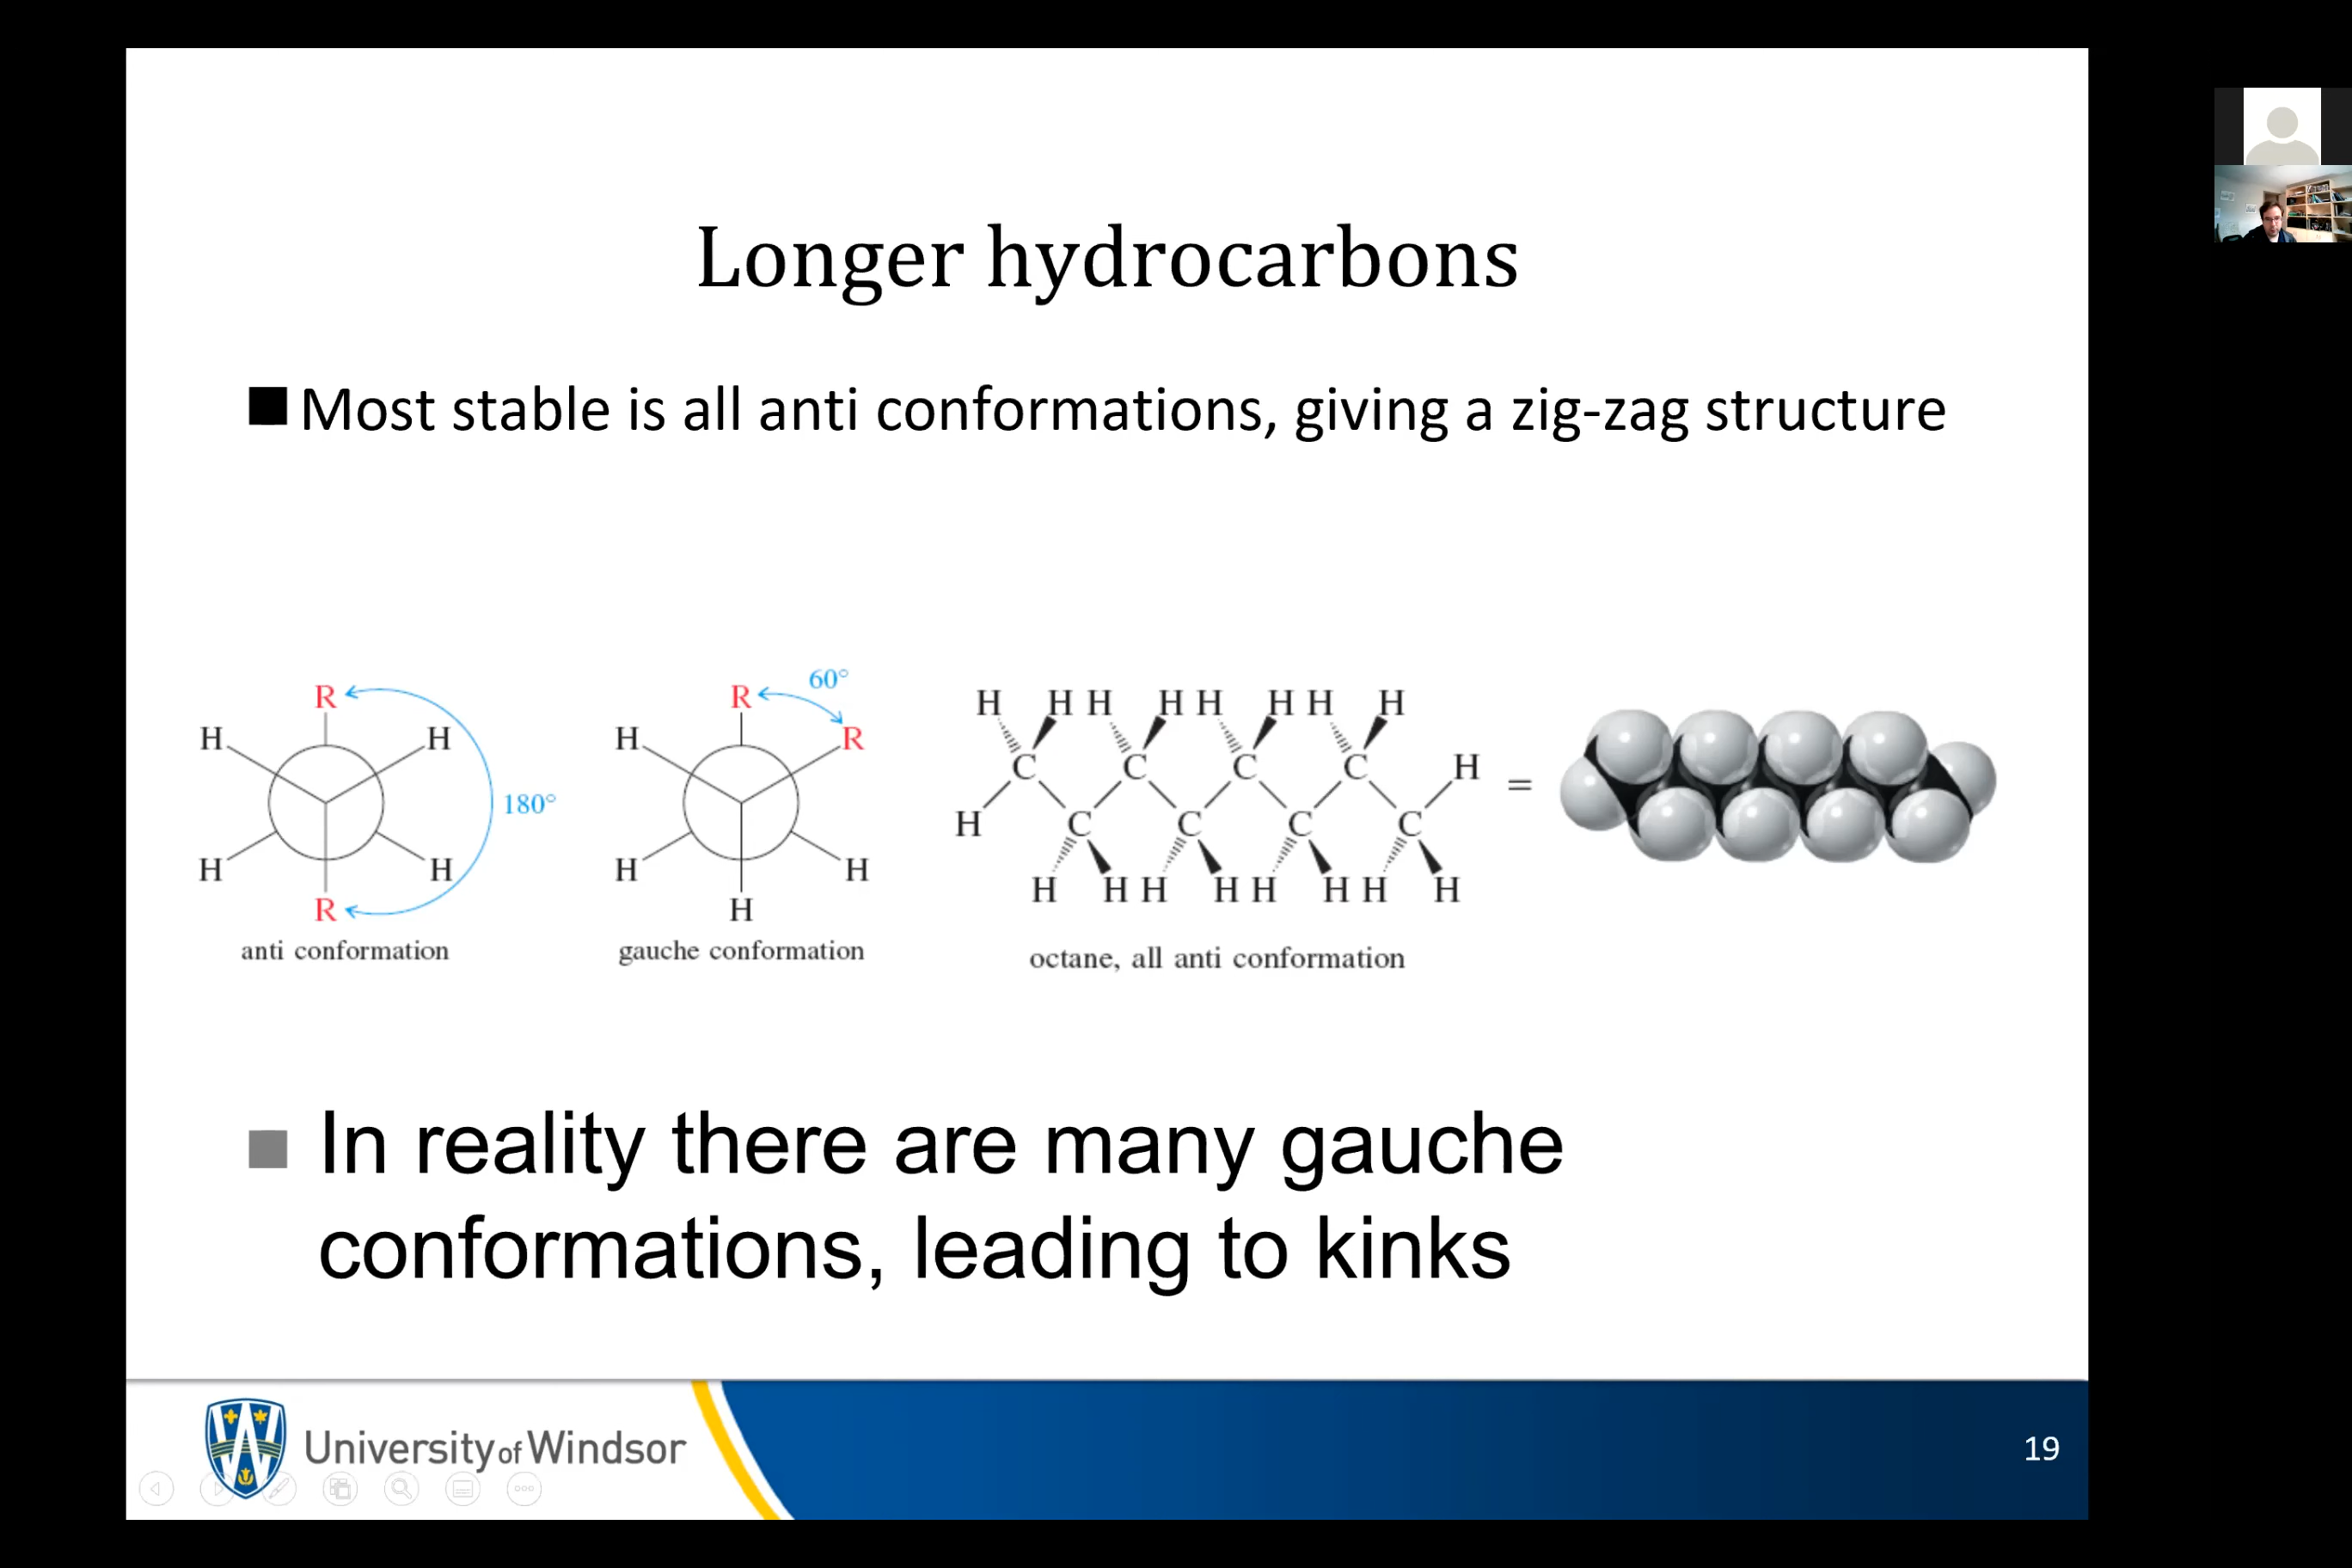 Longer hydrocarbons
Most stable is all anti conformations, giving a zig-zag structure
R
H H
180°
H H
R
anti conformation
60°
R
H R
H H
H
gauche conformation
H H H H H H H H
C C C C H
H C C C C
H H H H H H H H
octane, all anti conformation
=
In reality there are many gauche
conformations, leading to kinks
University of Windsor
19